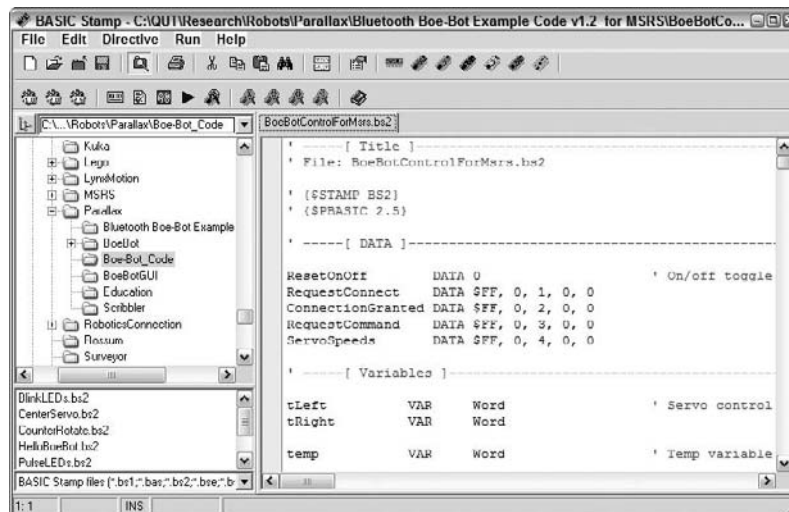 BASIC Stamp - C:\QUT\Research\Robots\Parallax\Bluetooth Boe-Bot Example Code v1.2 for MSRS\BoeBotCo...
File Edit Directive Run Help
C:\...\Robots\Parallax\Boe-Bot_Code
BoeBotControlForMsrs.bs2
Kuka
Lego
LynxMotion
MSRS
Parallax
Bluetooth Boe-Bot Example
BoeBot
Boe-Bot_Code
BoeBotGUI
Education
Scribbler
RoboticsConnection
Rossum
Surveyor
BlinkLEDs.bs2
CenterServo.bs2
CounterRotate.bs2
HelloBoeBot.bs2
PulseLEDs.bs2
BASIC Stamp files (*.bs1;*.bas;*.bs2;*.bse;*.b
' -----[ Title ]-----
' File: BoeBotControlForMsrs.bs2
' {$STAMP BS2}
' {$PBASIC 2.5}
' -----[ DATA ]-----
ResetOnOff DATA 0 ' On/off toggle
RequestConnect DATA $FF, 0, 1, 0, 0
ConnectionGranted DATA $FF, 0, 2, 0, 0
RequestCommand DATA $FF, 0, 3, 0, 0
ServoSpeeds DATA $FF, 0, 4, 0, 0
' -----[ Variables ]-----
tLeft VAR Word ' Servo control
tRight VAR Word
temp VAR Word ' Temp variable
1: 1 INS